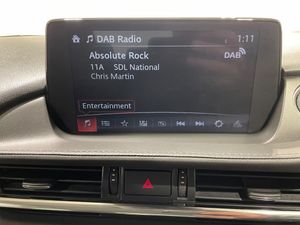 DAB Radio
1:11
Absolute Rock
DAB
11A SDL National
Chris Martin
Entertainment